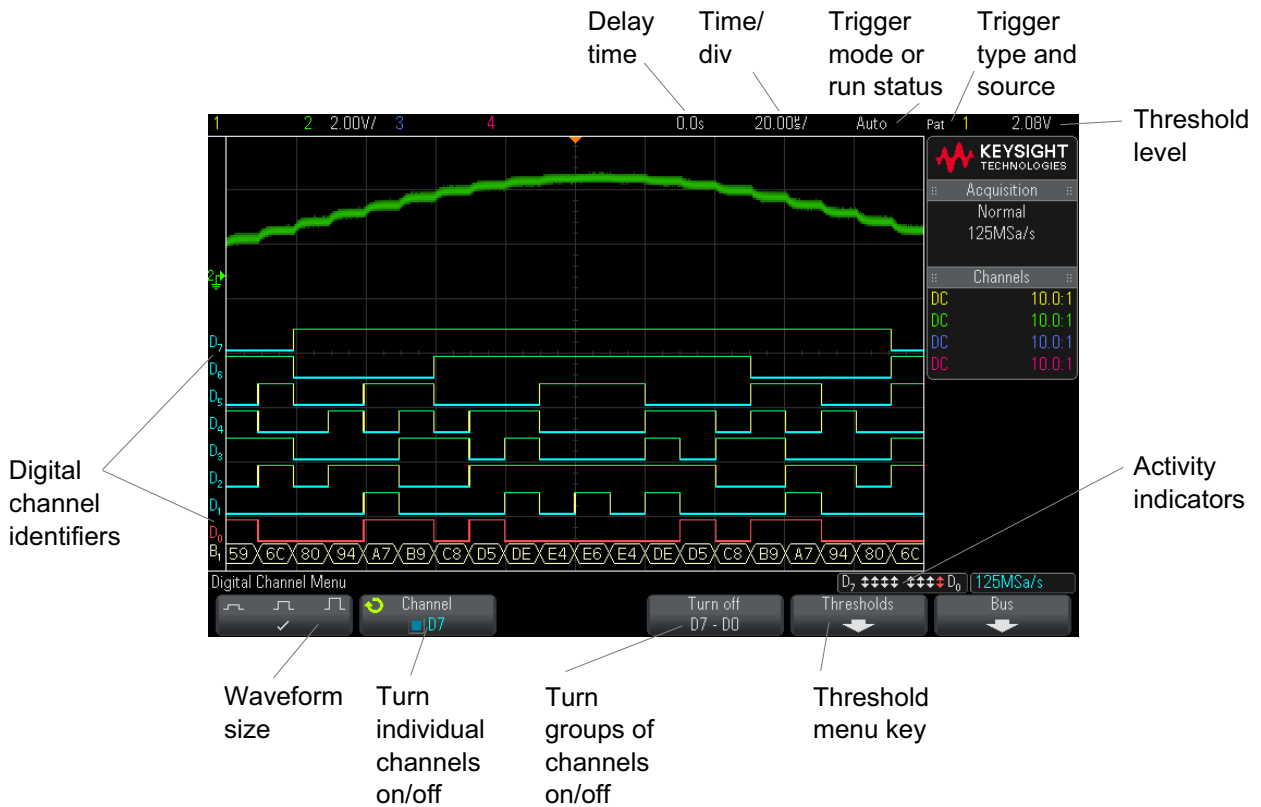 Delay
time
Time/
div
Trigger
mode or
run status
Trigger
type and
source
Threshold
level
1 2 2.00V/ 3 4 0.0s 20.00µs/ Auto Pat 1 2.08V
KEYSIGHT
TECHNOLOGIES
Acquisition
Normal
125MSa/s
Channels
DC 10.0:1
DC 10.0:1
DC 10.0:1
DC 10.0:1
2
D7
D6
D5
D4
D3
D2
D1
D0
B1 59 6C 80 94 A7 B9 C8 D5 DE E4 E6 E4 DE D5 C8 B9 A7 94 80 6C
Digital
channel
identifiers
Activity
indicators
Digital Channel Menu
D7 D0 125MSa/s
Channel
D7
Turn off
D7 - D0
Thresholds
Bus
Waveform
size
Turn
individual
channels
on/off
Turn
groups of
channels
on/off
Threshold
menu key